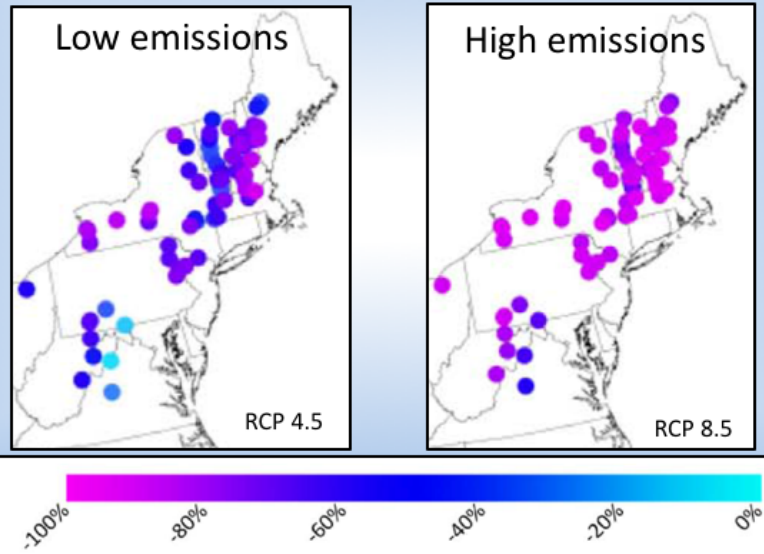 Low emissions
High emissions
RCP 4.5
RCP 8.5
-100%
-80%
-60%
-40%
-20%
0%